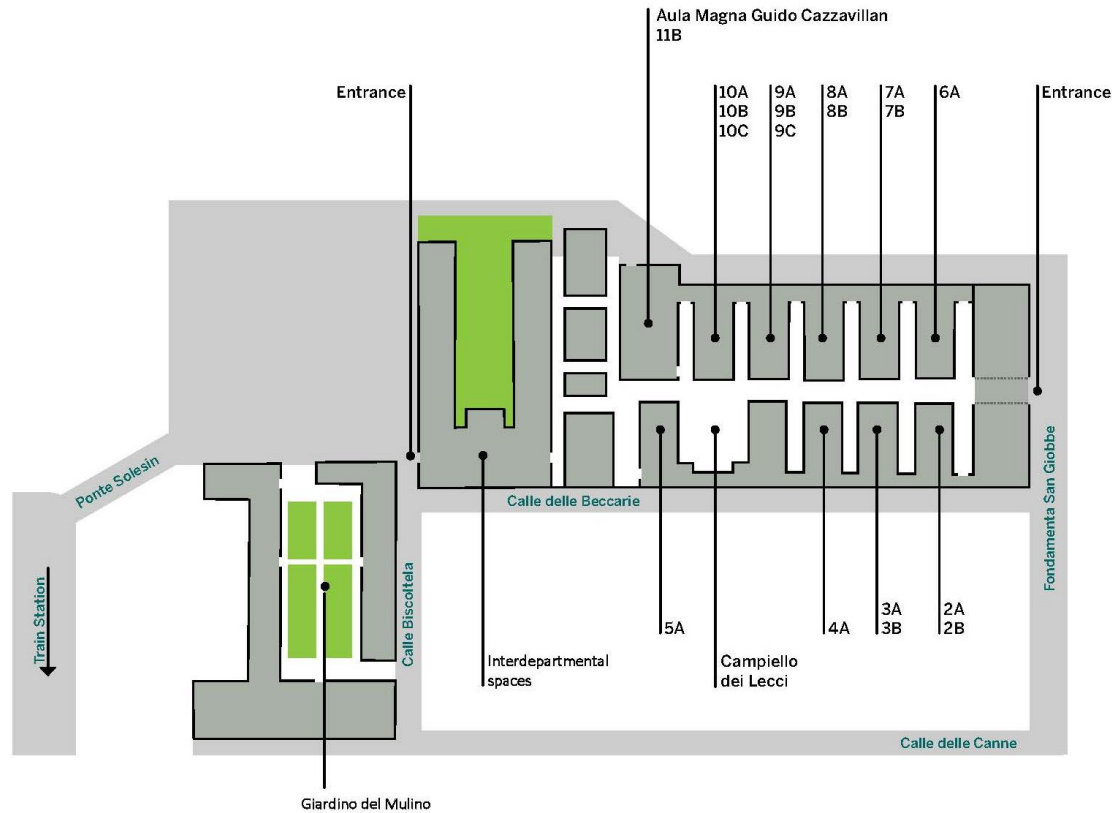 Aula Magna Guido Cazzavillan
11B
Entrance
10A
10B
10C
9A
9B
9C
8A
8B
7A
7B
6A
Entrance
Ponte Solesin
Train Station
Calle Biscoltela
Calle delle Beccarie
Fondamenta San Giobbe
5A
4A
3A
3B
2A
2B
Interdepartmental
spaces
Campiello
dei Lecci
Calle delle Canne
Giardino del Mulino